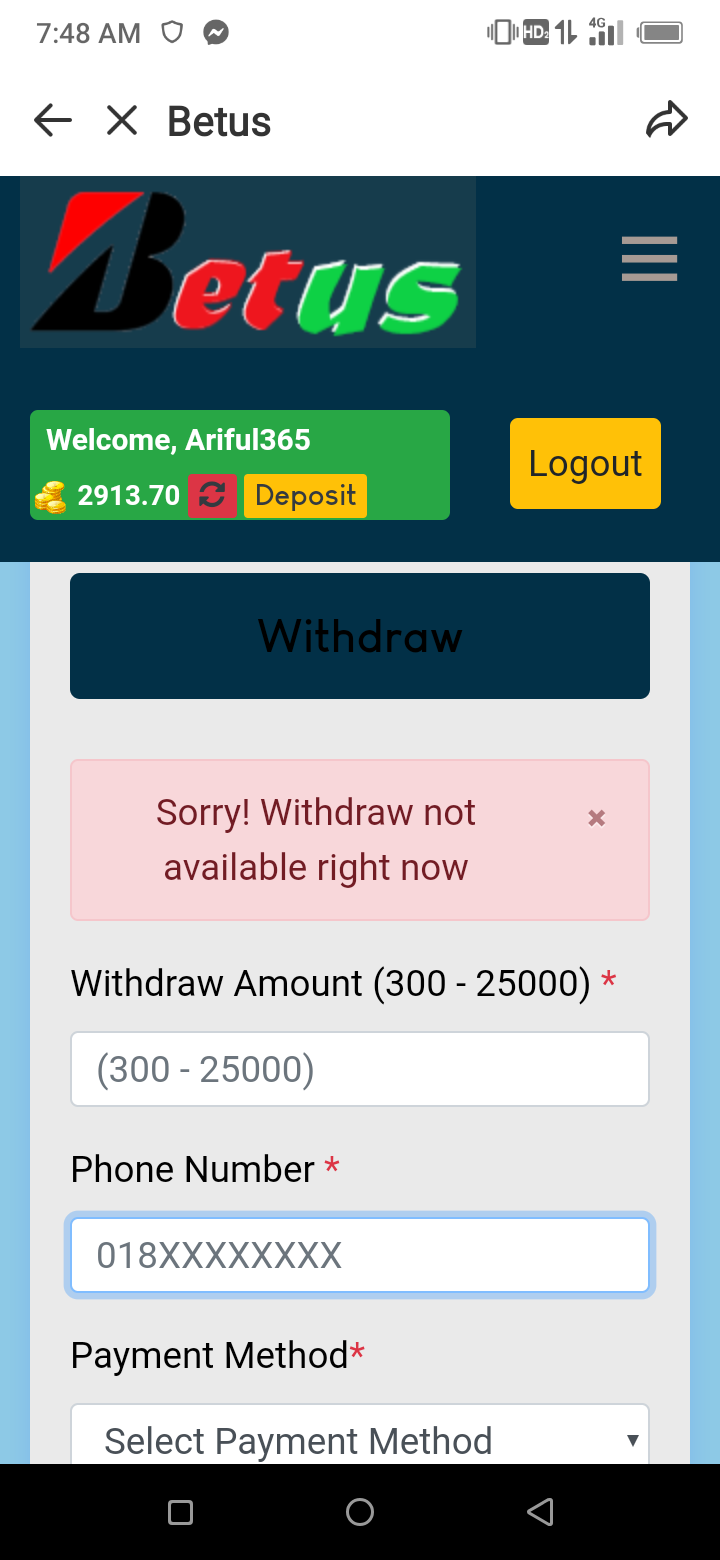 7:48 AM
HD2
4G
Betus
Betus
Welcome, Ariful365
2913.70
Deposit
Logout
Withdraw
Sorry! Withdraw not
available right now
Withdraw Amount (300 - 25000) *
(300 - 25000)
Phone Number *
018XXXXXXXX
Payment Method*
Select Payment Method